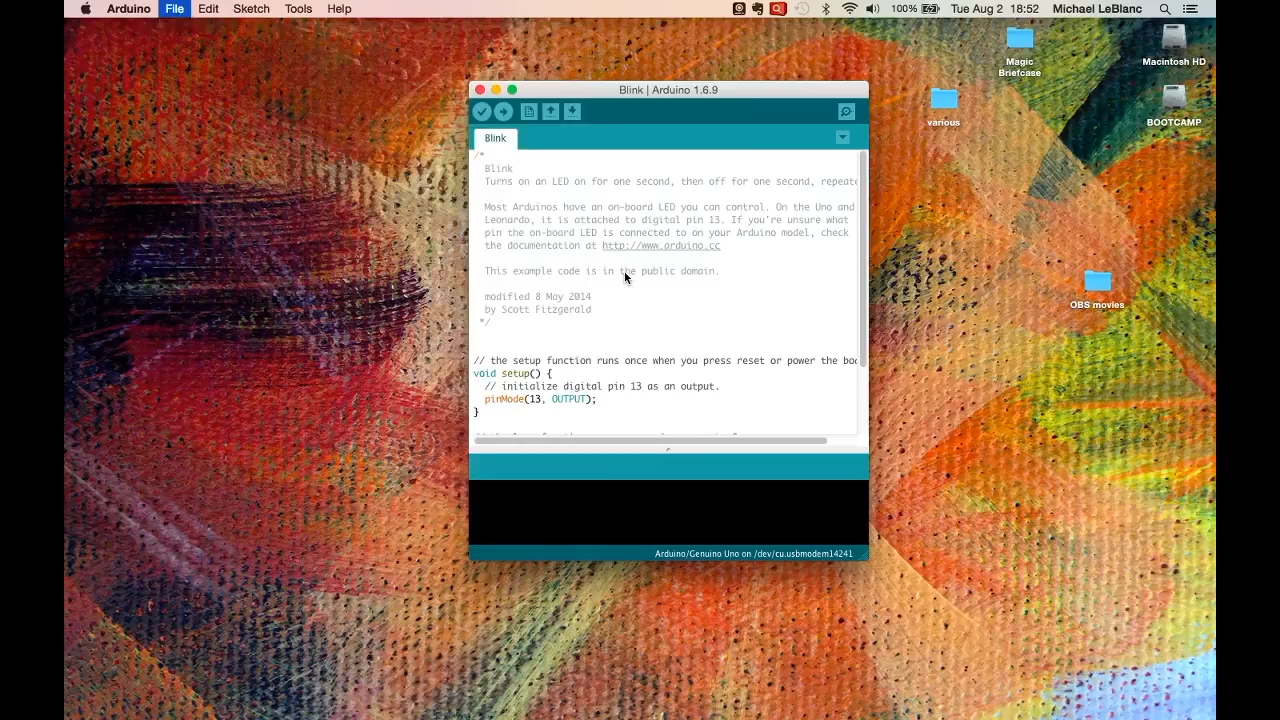 Arduino File Edit Sketch Tools Help 100% Tue Aug 2 18:52 Michael LeBlanc
Magic
Briefcase
Macintosh HD
various
BOOTCAMP
OBS movies
Blink | Arduino 1.6.9
Blink
/*
Blink
Turns on an LED on for one second, then off for one second, repeate
Most Arduinos have an on-board LED you can control. On the Uno and
Leonardo, it is attached to digital pin 13. If you're unsure what
pin the on-board LED is connected to on your Arduino model, check
the documentation at http://www.arduino.cc
This example code is in the public domain.
modified 8 May 2014
by Scott Fitzgerald
*/
// the setup function runs once when you press reset or power the boa
void setup() {
// initialize digital pin 13 as an output.
pinMode(13, OUTPUT);
}
Arduino/Genuino Uno on /dev/cu.usbmodem14241